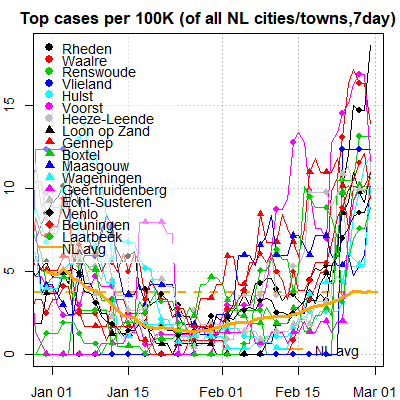 Top cases per 100K (of all NL cities/towns,7day)
Rheden
Waalre
Renswoude
Vlieland
Hulst
Voorst
Heeze-Leende
Loon op Zand
Gennep
Boxtel
Maasgouw
Wageningen
Geertruidenberg
Echt-Susteren
Venlo
Beuningen
Laarbeek
NL avg
NL avg
0
5
10
15
Jan 01
Jan 15
Feb 01
Feb 15
Mar 01